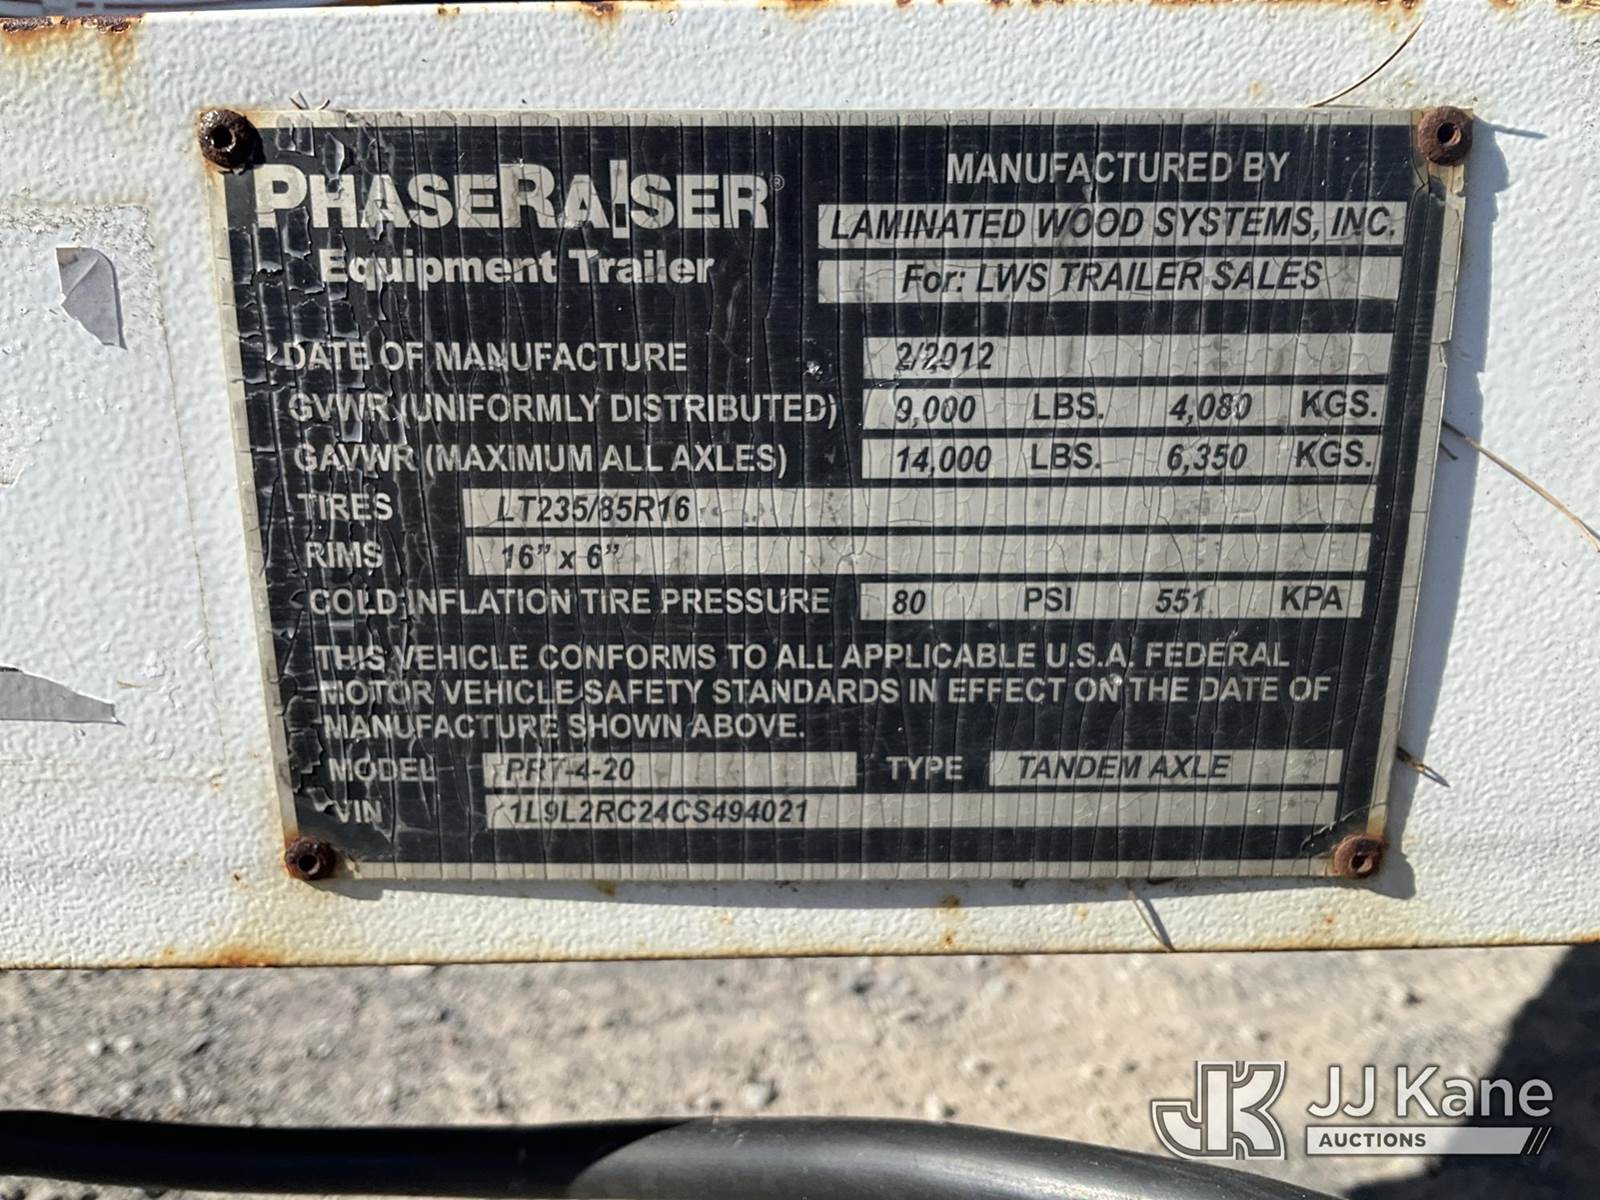 PHASERAISER®
Equipment Trailer
MANUFACTURED BY
LAMINATED WOOD SYSTEMS, INC.
For: LWS TRAILER SALES
DATE OF MANUFACTURE 2/2012
GVWR (UNIFORMLY DISTRIBUTED) 9,000 LBS. 4,080 KGS.
GAVWR (MAXIMUM ALL AXLES) 14,000 LBS. 6,350 KGS.
TIRES LT235/85R16
RIMS 16" x 6"
COLD INFLATION TIRE PRESSURE 80 PSI 551 KPA
THIS VEHICLE CONFORMS TO ALL APPLICABLE U.S.A. FEDERAL
MOTOR VEHICLE SAFETY STANDARDS IN EFFECT ON THE DATE OF
MANUFACTURE SHOWN ABOVE.
MODEL PRT-4-20 TYPE TANDEM AXLE
VIN 1L9L2RC24CS494021
JK JJ Kane
AUCTIONS